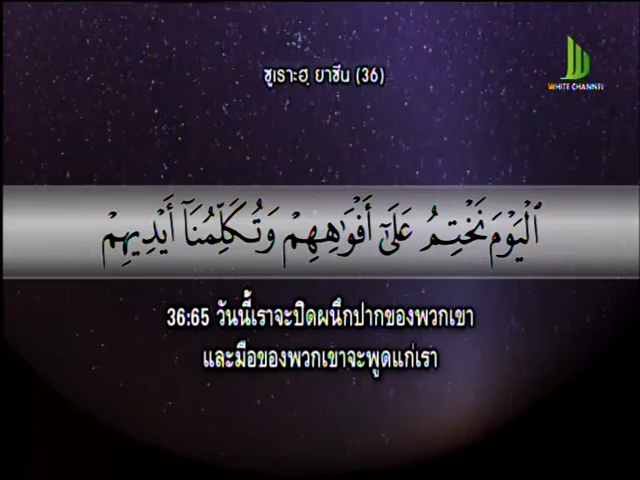 ซูเราะฮฺ ยาซีน (36)
WHITE CHANNEL
ٱلْيَوْمَ نَخْتِمُ عَلَىٰٓ أَفْوَٰهِهِمْ وَتُكَلِّمُنَآ أَيْدِيهِمْ
36:65 วันนี้เราจะปิดผนึกปากของพวกเขา
และมือของพวกเขาจะพูดแก่เรา